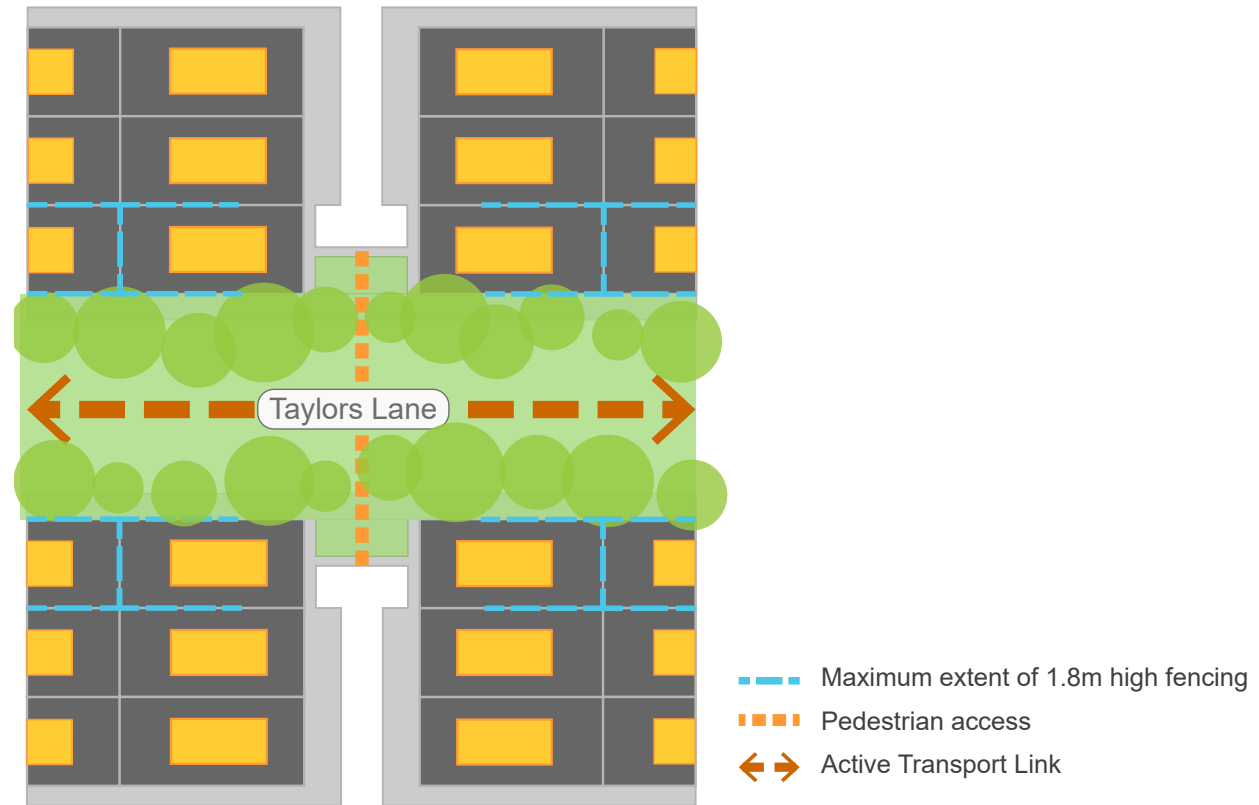 Taylors Lane
Maximum extent of 1.8m high fencing
Pedestrian access
Active Transport Link